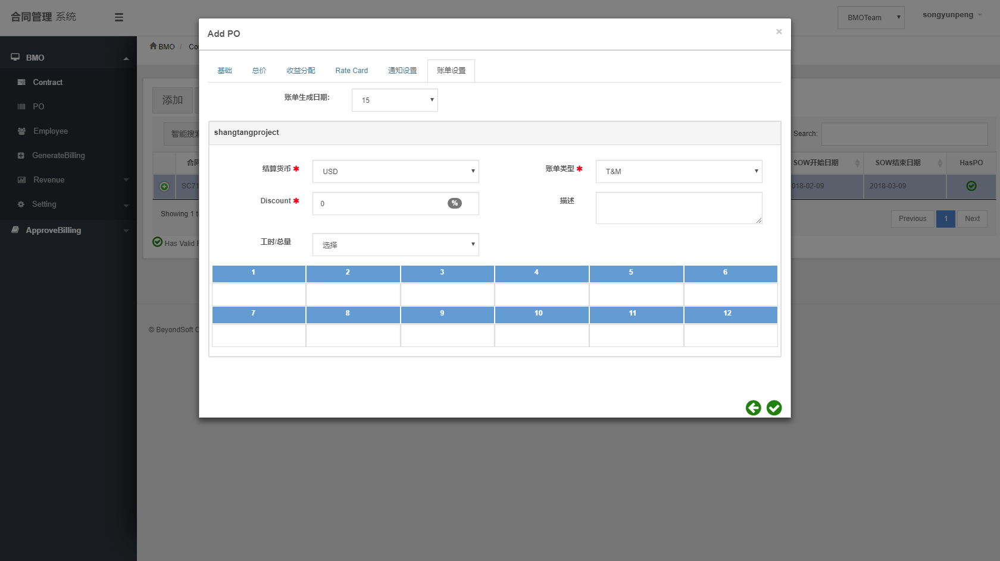 合同管理 系统
BMOTeam
songyunpeng
Add PO
×
BMO
Contract
PO
Employee
GenerateBilling
Revenue
Setting
ApproveBilling
BMO /
添加
智能搜索
Search:
合同
SOW开始日期
SOW结束日期
HasPO
SC71
018-02-09
2018-03-09
Showing 1 t
Previous
1
Next
Has Valid
© BeyondSoft
基础
总价
收益分配
Rate Card
通知设置
账单设置
账单生成日期:
15
shangtangproject
结算货币 *
USD
账单类型 *
T&M
Discount *
0
%
描述
工时/总量
选择
1 2 3 4 5 6
7 8 9 10 11 12